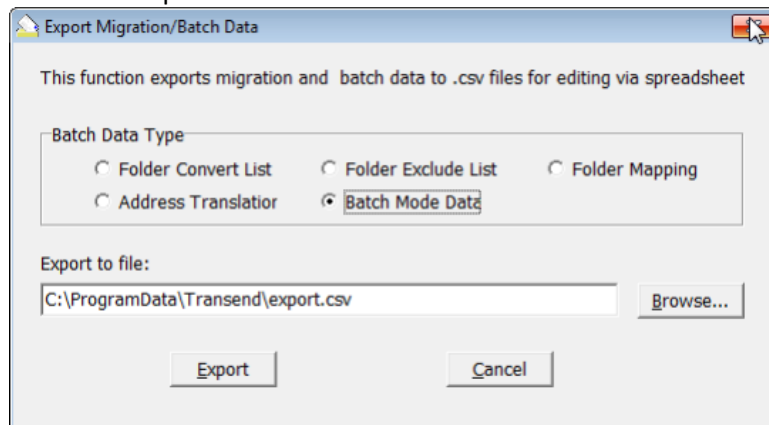 Export Migration/Batch Data
This function exports migration and batch data to .csv files for editing via spreadsheet
Batch Data Type
Folder Convert List Folder Exclude List Folder Mapping
Address Translatior Batch Mode Data
Export to file:
C:\ProgramData\Transend\export.csv Browse...
Export Cancel